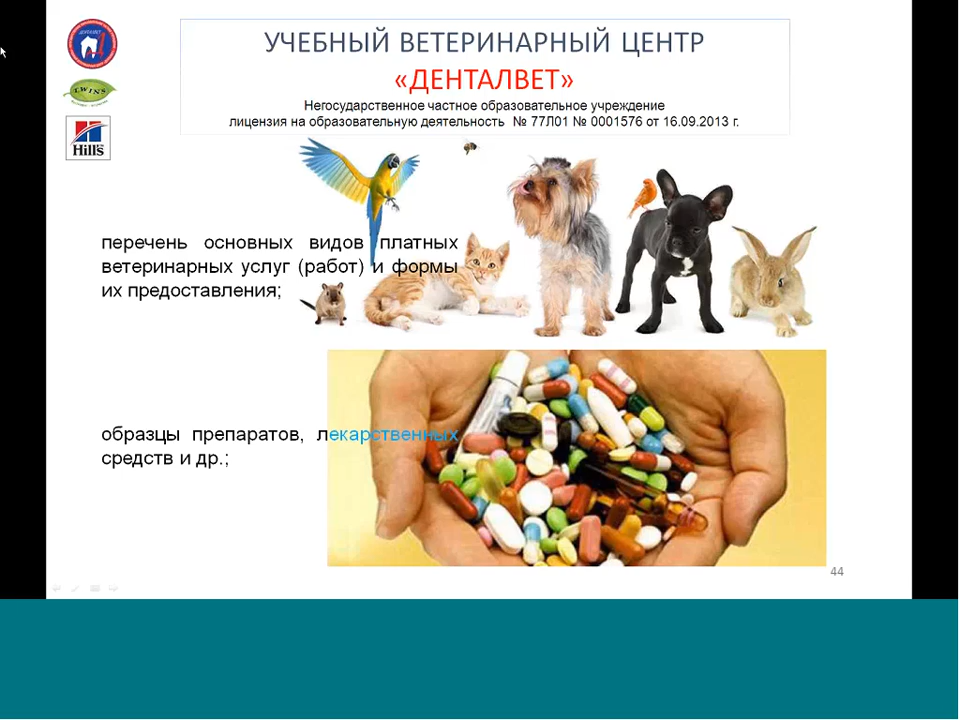 УЧЕБНЫЙ ВЕТЕРИНАРНЫЙ ЦЕНТР
«ДЕНТАЛВЕТ»
Негосударственное частное образовательное учреждение
лицензия на образовательную деятельность № 77Л01 № 0001576 от 16.09.2013 г.
TWINS
Hill's
перечень основных видов платных
ветеринарных услуг (работ) и формы
их предоставления;
образцы препаратов, лекарственных
средств и др.;
44